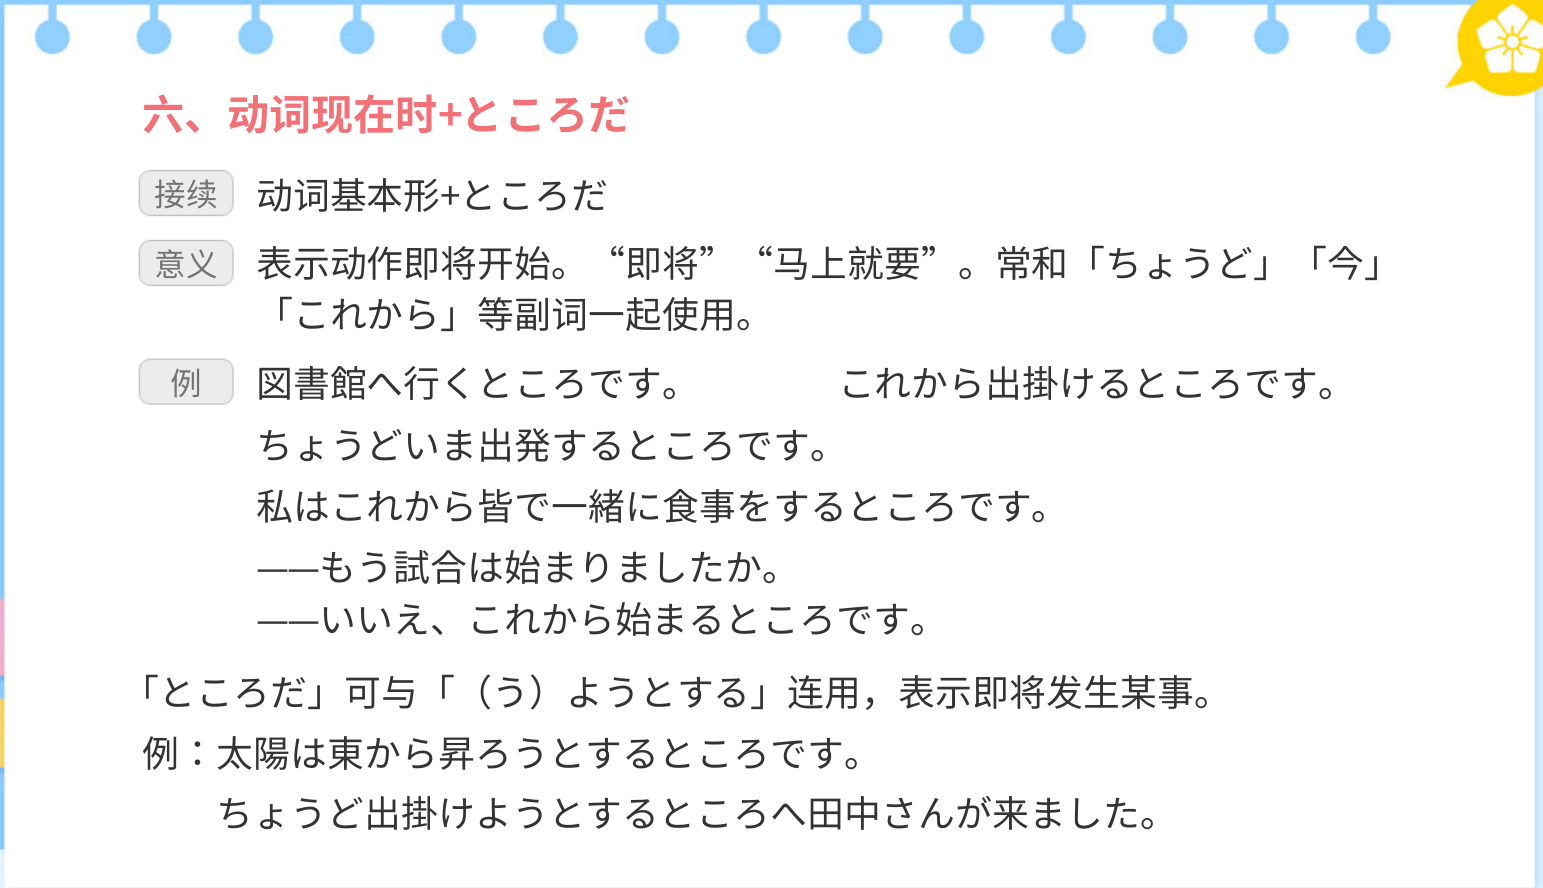 六、动词现在时+ところだ
接续 动词基本形+ところだ
意义 表示动作即将开始。“即将”“马上就要”。常和「ちょうど」「今」
「これから」等副词一起使用。
例 図書館へ行くところです。 これから出掛けるところです。
ちょうどいま出発するところです。
私はこれから皆で一緒に食事をするところです。
——もう試合は始まりましたか。
——いいえ、これから始まるところです。
「ところだ」可与「（う）ようとする」连用，表示即将发生某事。
例：太陽は東から昇ろうとするところです。
ちょうど出掛けようとするところへ田中さんが来ました。